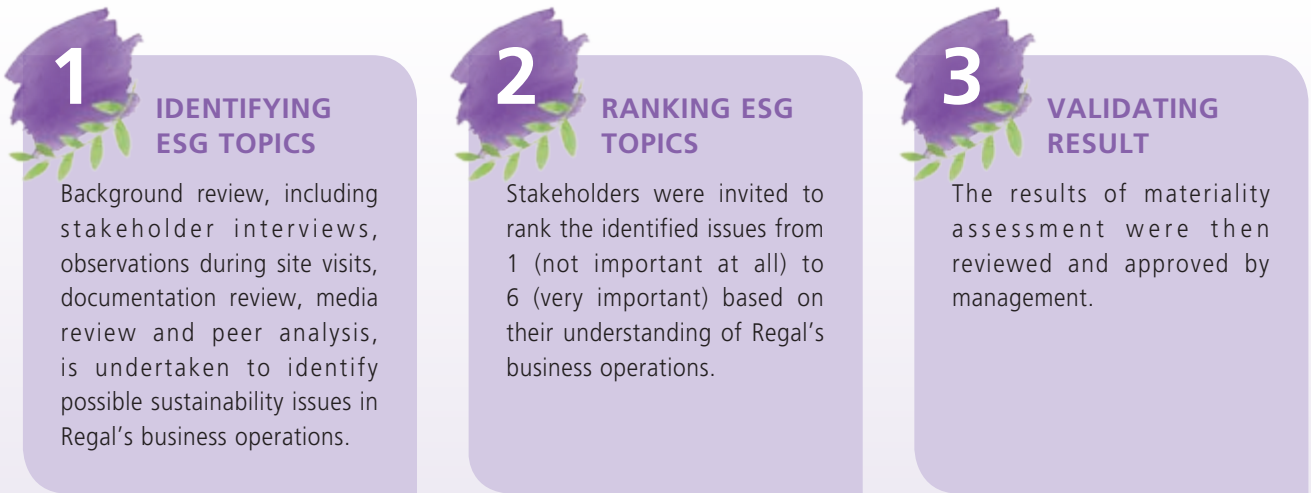 1
IDENTIFYING
ESG TOPICS
Background review, including
stakeholder interviews,
observations during site visits,
documentation review, media
review and peer analysis,
is undertaken to identify
possible sustainability issues in
Regal's business operations.
2
RANKING ESG
TOPICS
Stakeholders were invited to
rank the identified issues from
1 (not important at all) to
6 (very important) based on
their understanding of Regal's
business operations.
3
VALIDATING
RESULT
The results of materiality
assessment were then
reviewed and approved by
management.